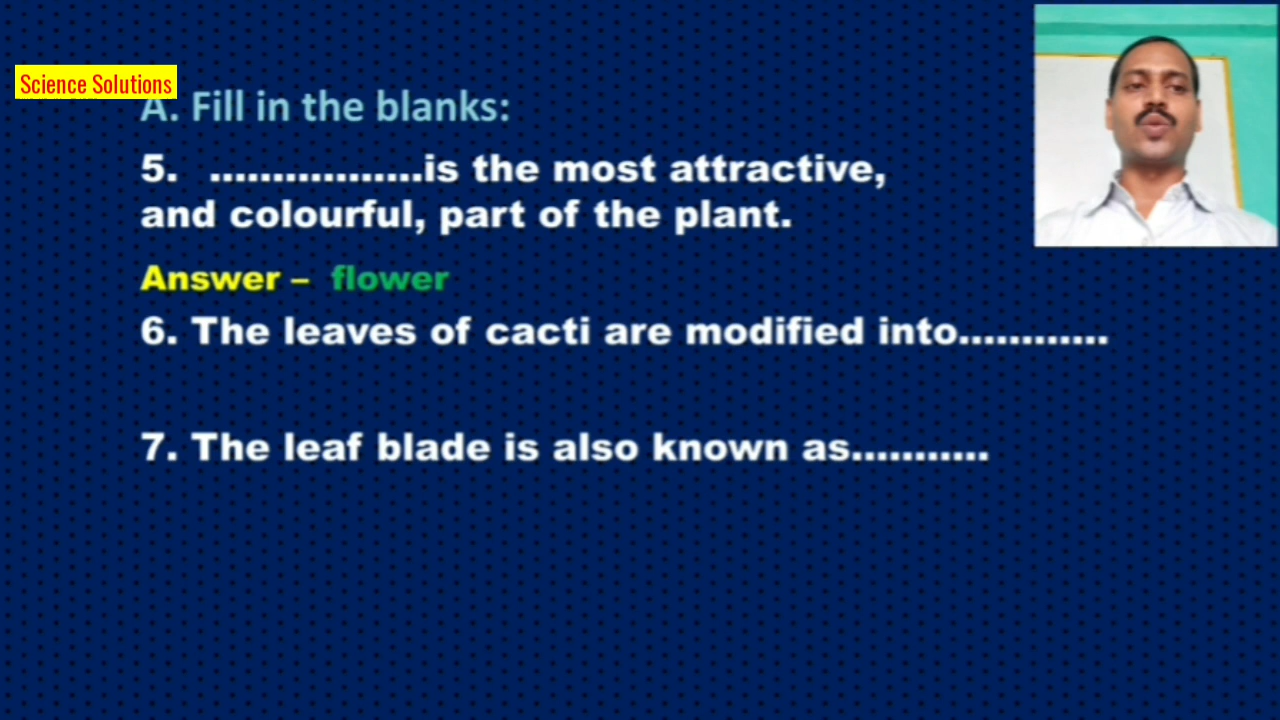 Science Solutions
A. Fill in the blanks:
5. .................is the most attractive,
and colourful, part of the plant.
Answer – flower
6. The leaves of cacti are modified into............
7. The leaf blade is also known as...........